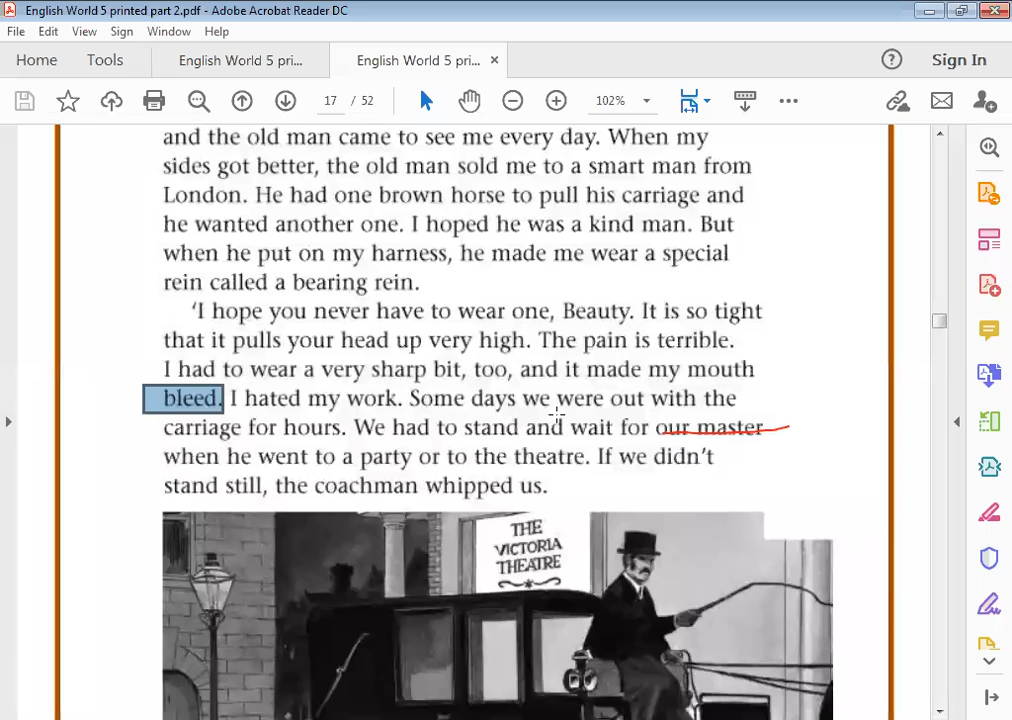 English World 5 printed part 2.pdf - Adobe Acrobat Reader DC
File Edit View Sign Window Help
Home Tools English World 5 pri... English World 5 pri... × ? Sign In
17 / 52 102%
and the old man came to see me every day. When my
sides got better, the old man sold me to a smart man from
London. He had one brown horse to pull his carriage and
he wanted another one. I hoped he was a kind man. But
when he put on my harness, he made me wear a special
rein called a bearing rein.
‘I hope you never have to wear one, Beauty. It is so tight
that it pulls your head up very high. The pain is terrible.
I had to wear a very sharp bit, too, and it made my mouth
bleed. I hated my work. Some days we were out with the
carriage for hours. We had to stand and wait for our master
when he went to a party or to the theatre. If we didn’t
stand still, the coachman whipped us.
THE
VICTORIA
THEATRE